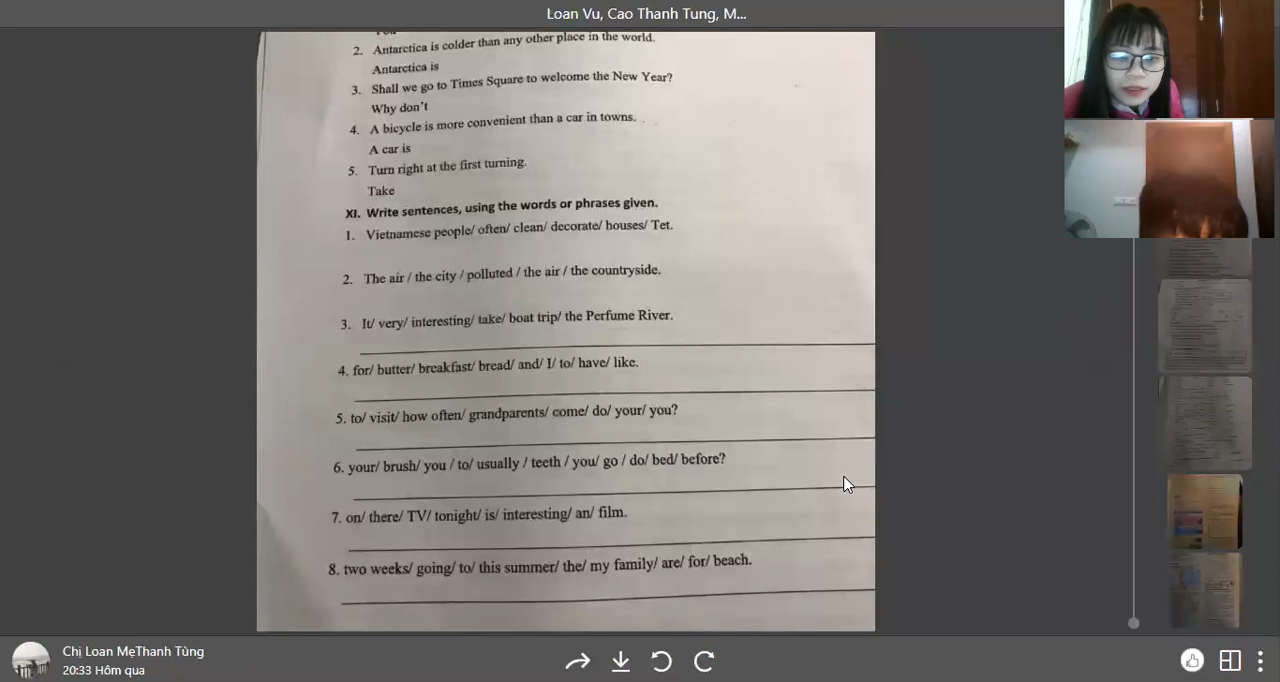 Loan Vu, Cao Thanh Tung, M...
You
2. Antarctica is colder than any other place in the world.
Antarctica is
3. Shall we go to Times Square to welcome the New Year?
Why don't
4. A bicycle is more convenient than a car in towns.
A car is
5. Turn right at the first turning.
Take
XI. Write sentences, using the words or phrases given.
1. Vietnamese people/ often/ clean/ decorate/ houses/ Tet.
2. The air / the city / polluted / the air / the countryside.
3. It/ very/ interesting/ take/ boat trip/ the Perfume River.
4. for/ butter/ breakfast/ bread/ and/ I/ to/ have/ like.
5. to/ visit/ how often/ grandparents/ come/ do/ your/ you?
6. your/ brush/ you / to/ usually / teeth / you/ go / do/ bed/ before?
7. on/ there/ TV/ tonight/ is/ interesting/ an/ film.
8. two weeks/ going/ to/ this summer/ the/ my family/ are/ for/ beach.
Chị Loan MẹThanh Tùng
20:33 Hôm qua